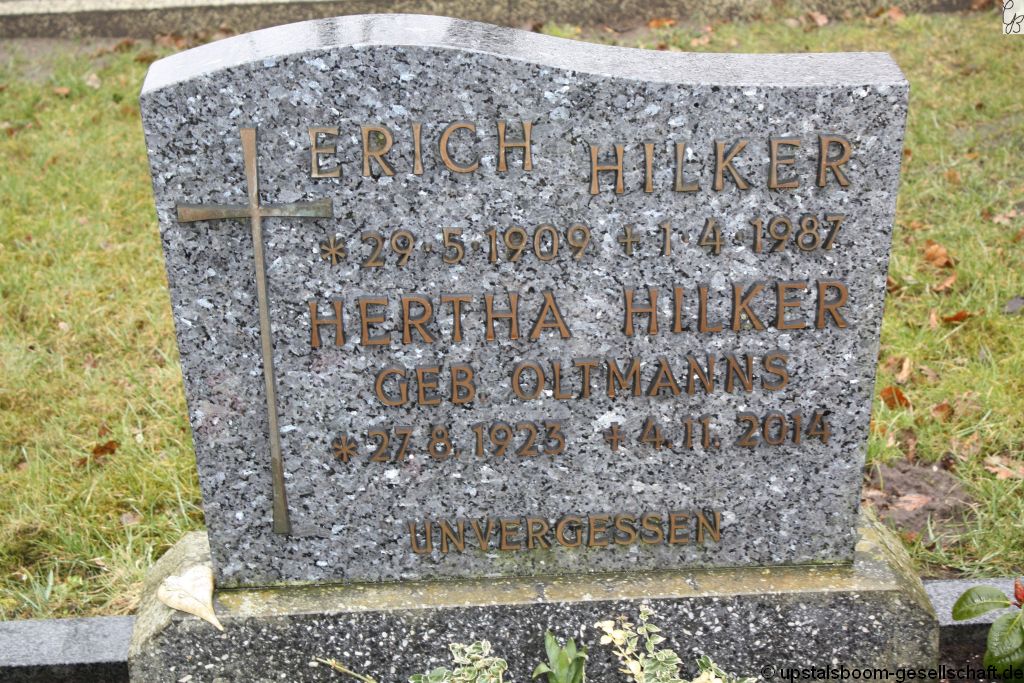 ERICH HILKER
* 29·5·1909 † 1·4·1987
HERTHA HILKER
GEB. OLTMANNS
* 27.8.1923 † 4.11.2014
UNVERGESSEN
© upstalsboom-gesellschaft.de
GB